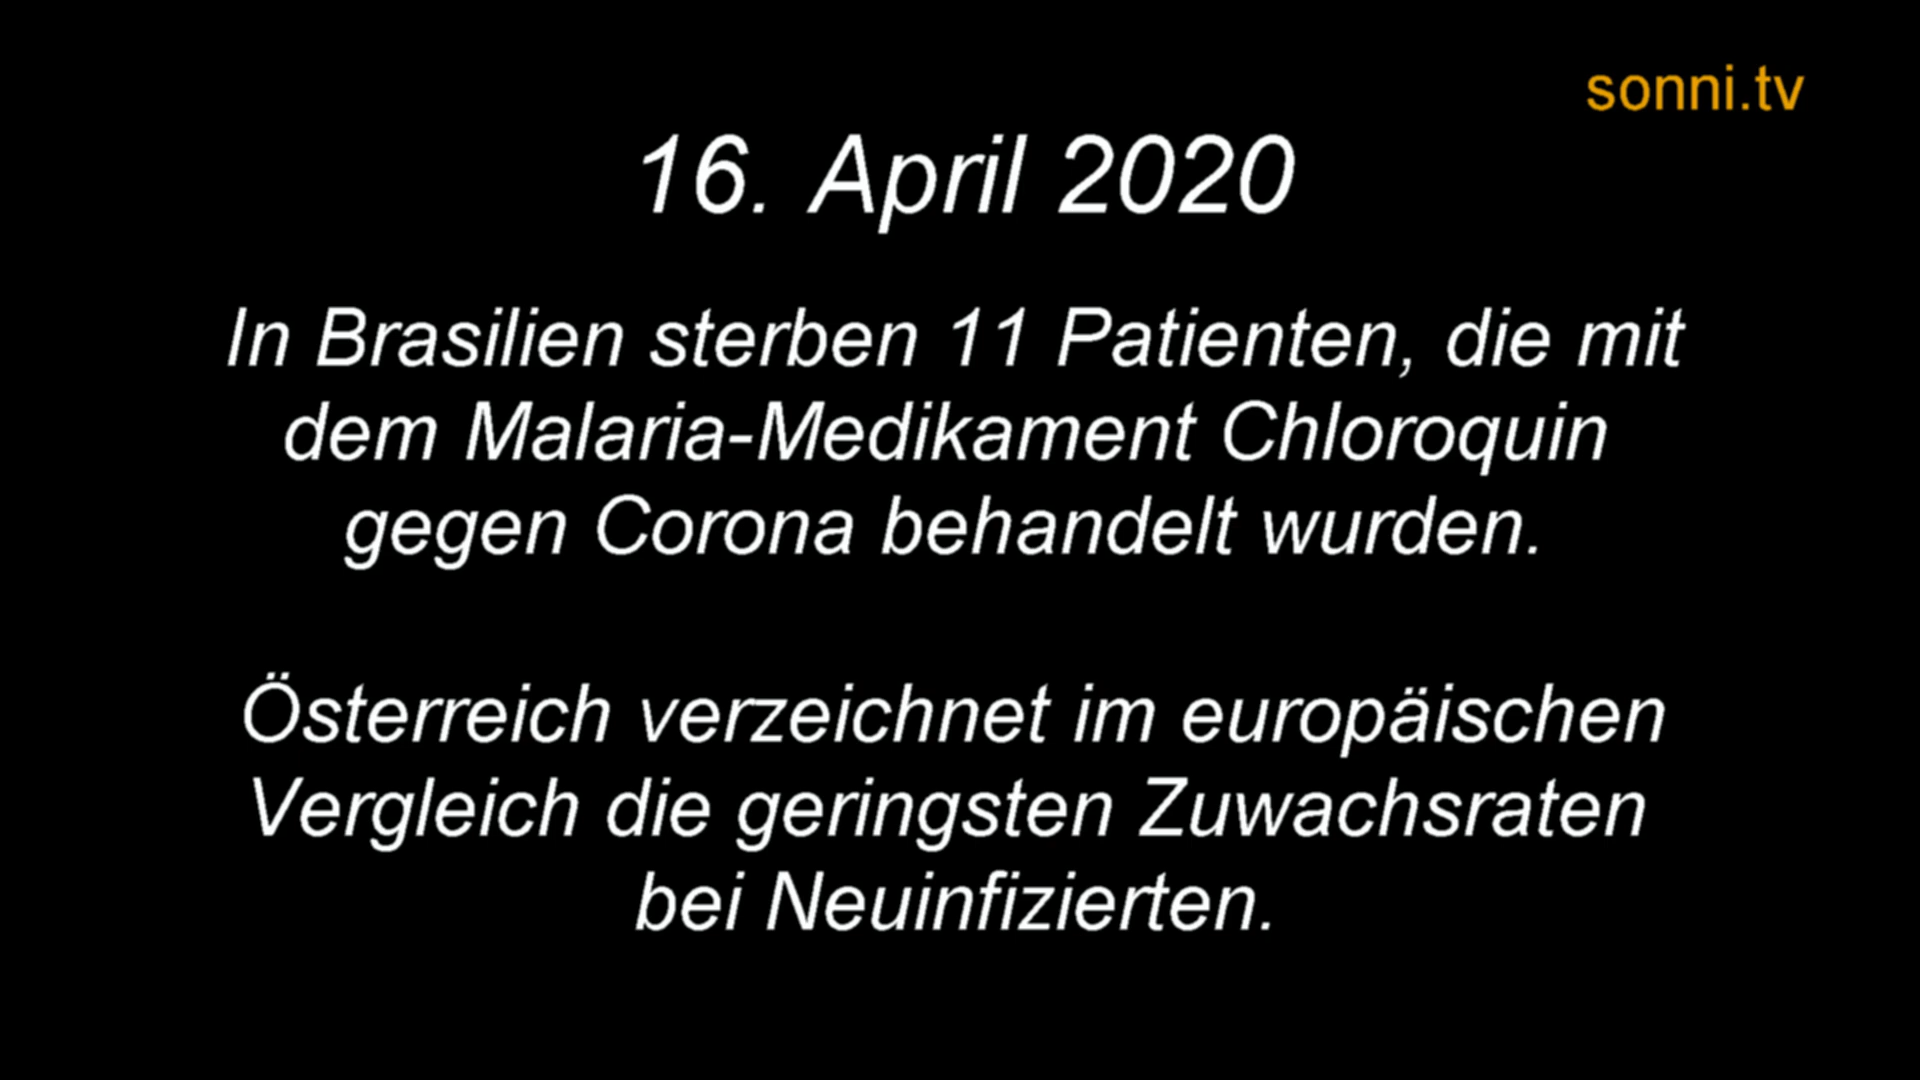 sonni.tv
16. April 2020
In Brasilien sterben 11 Patienten, die mit
dem Malaria-Medikament Chloroquin
gegen Corona behandelt wurden.
Österreich verzeichnet im europäischen
Vergleich die geringsten Zuwachsraten
bei Neuinfizierten.